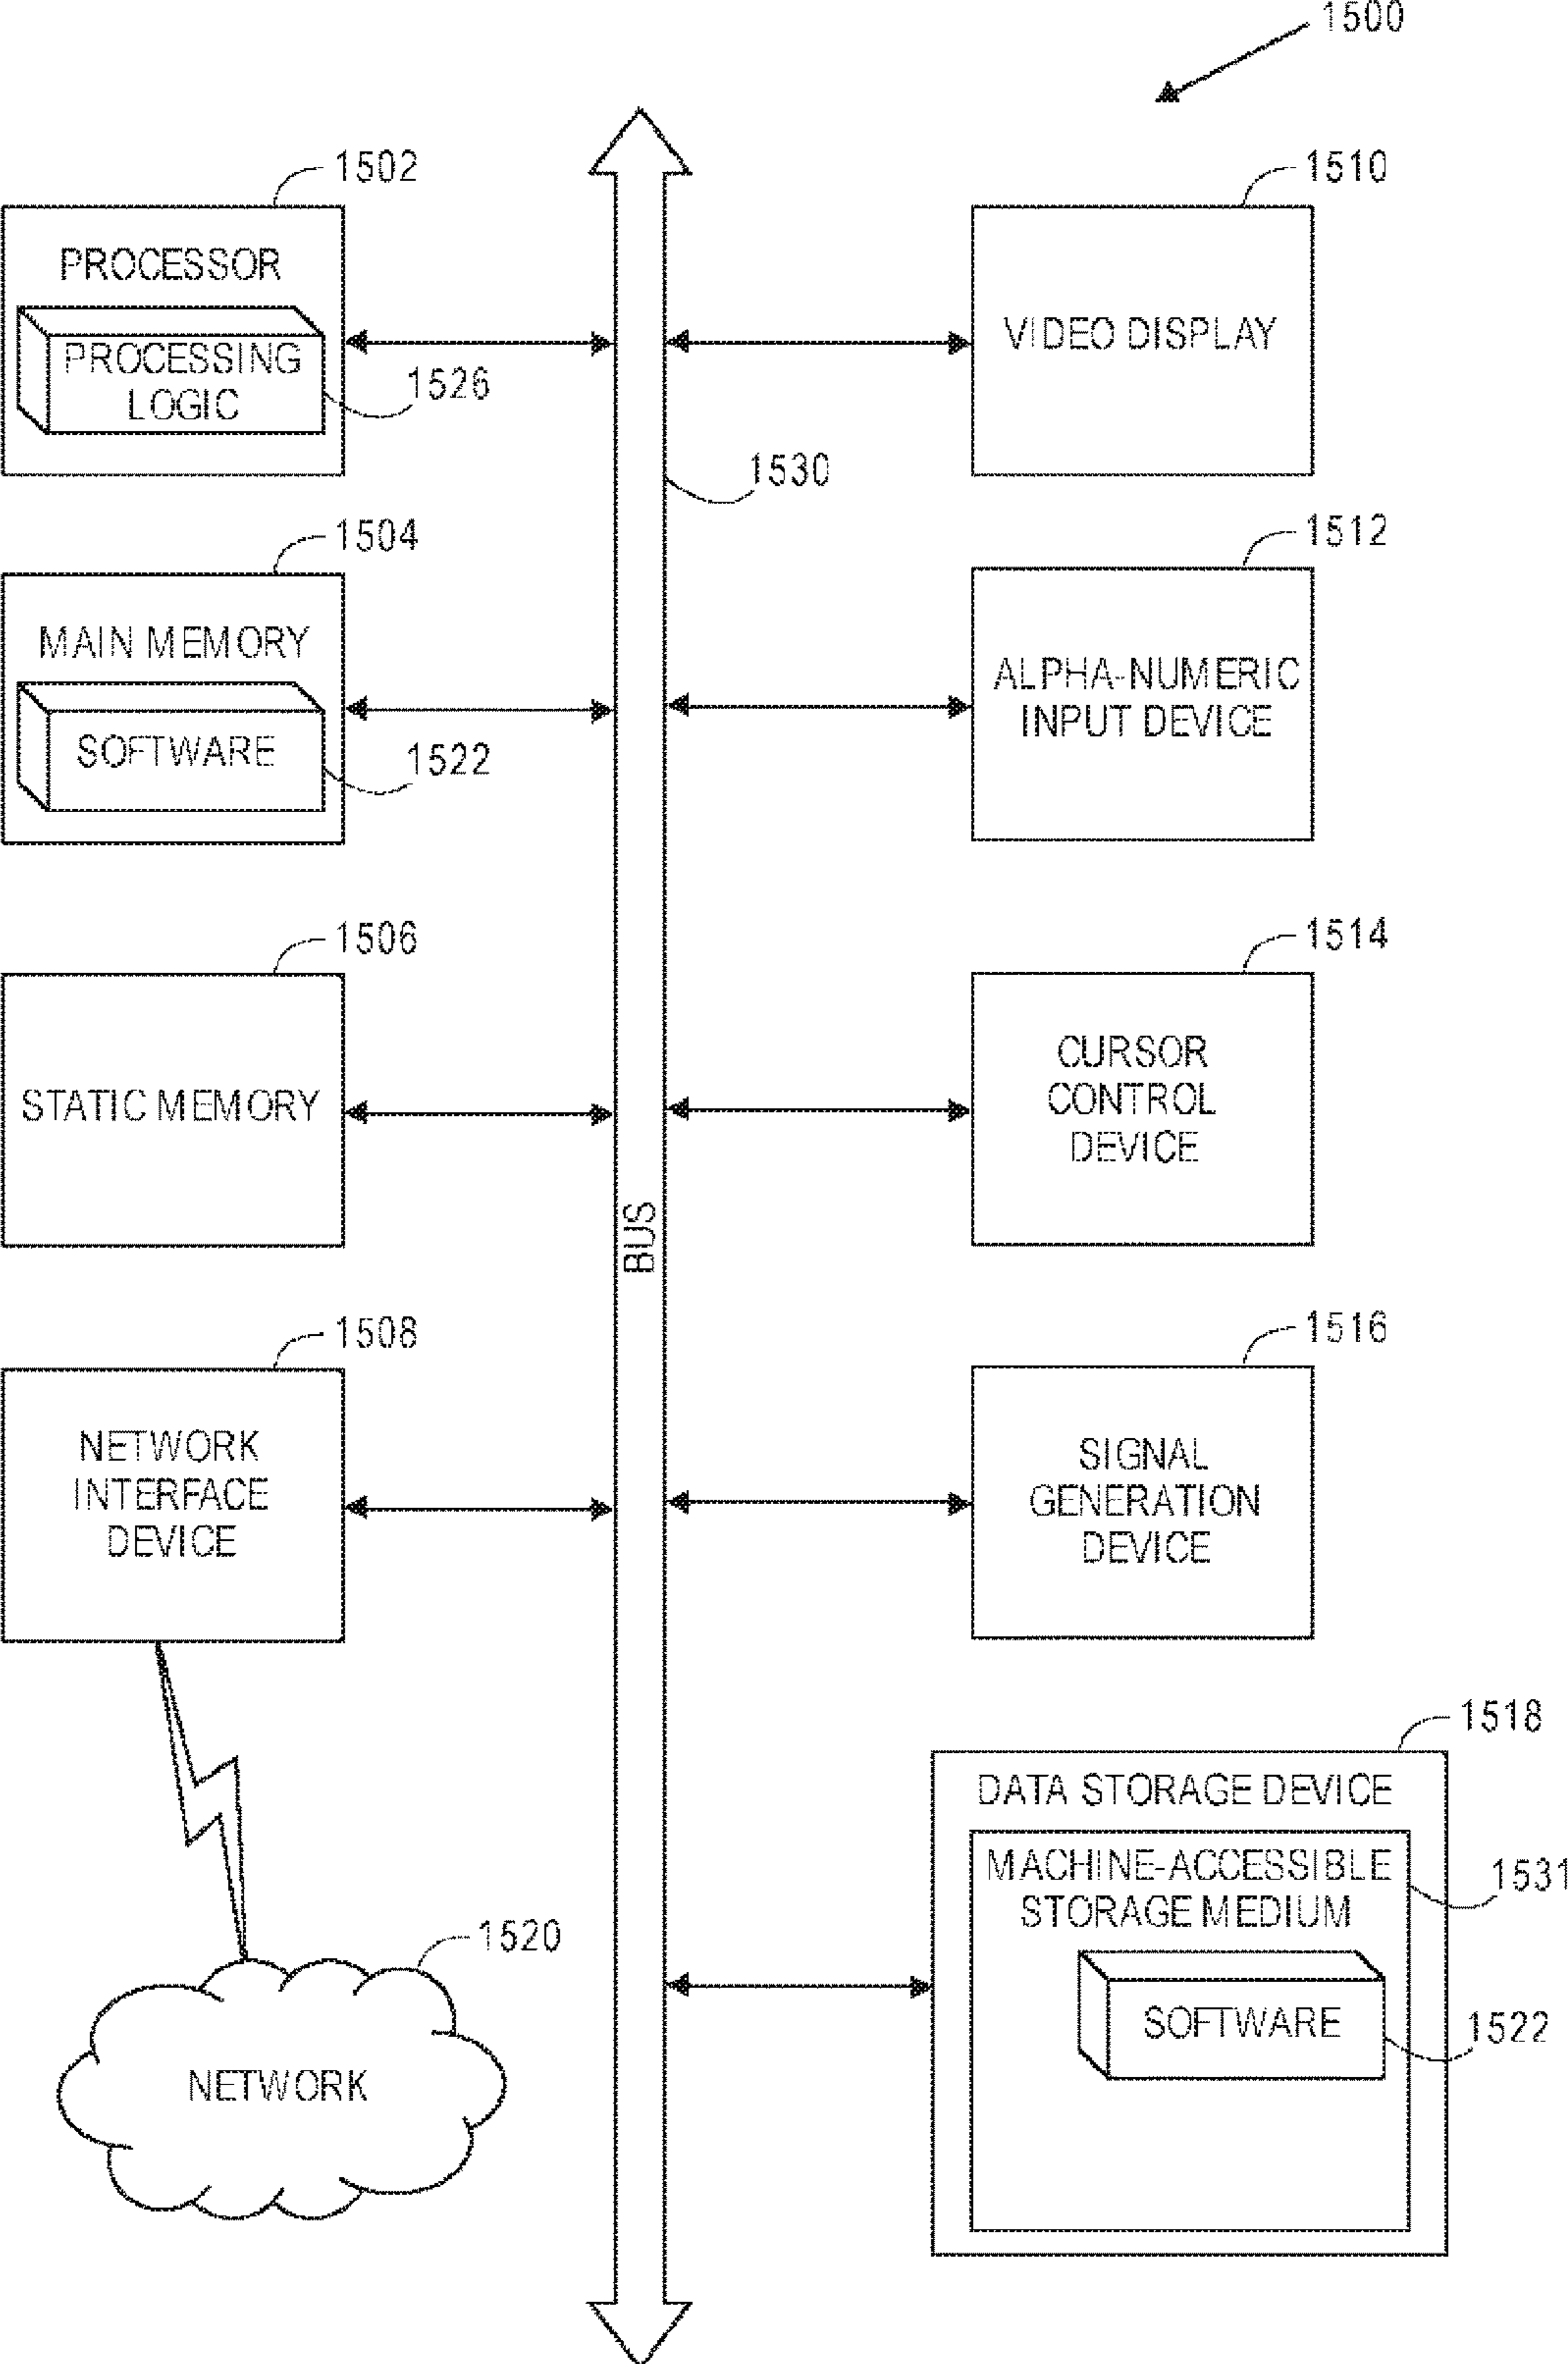 1500
1502
PROCESSOR
PROCESSING
LOGIC
1526
1510
VIDEO DISPLAY
1530
1504
MAIN MEMORY
SOFTWARE
1522
1512
ALPHA-NUMERIC
INPUT DEVICE
1506
STATIC MEMORY
1514
CURSOR
CONTROL
DEVICE
BUS
1508
NETWORK
INTERFACE
DEVICE
1516
SIGNAL
GENERATION
DEVICE
1518
DATA STORAGE DEVICE
MACHINE-ACCESSIBLE
STORAGE MEDIUM
1531
SOFTWARE
1522
1520
NETWORK